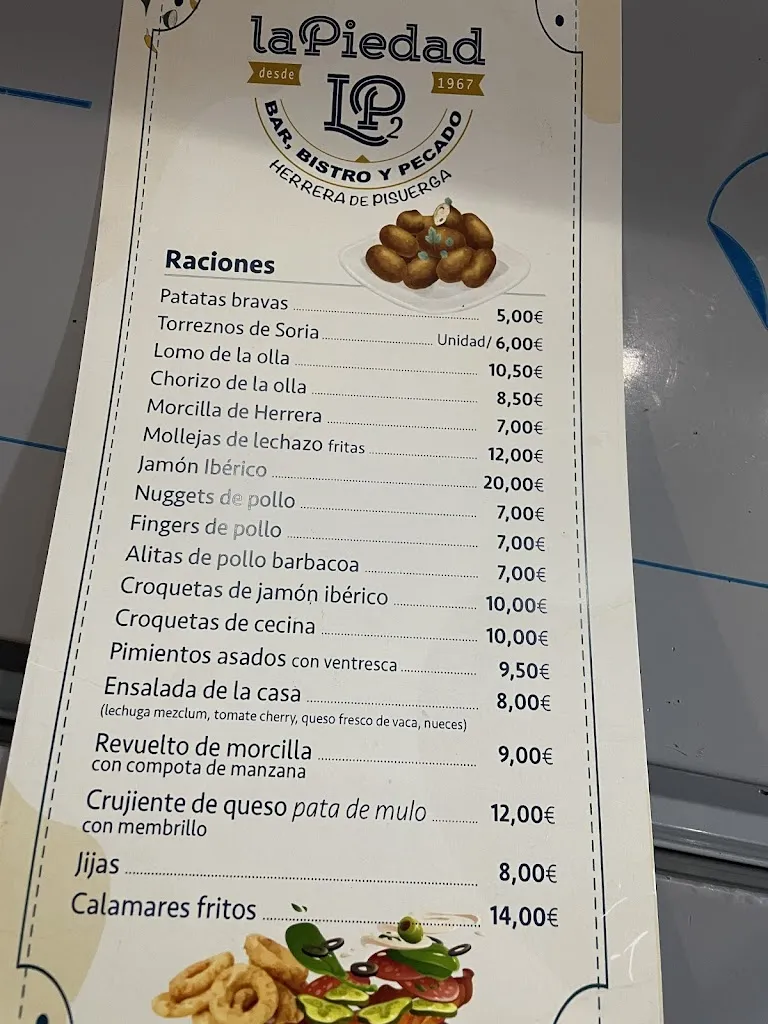 la Piedad
desde
1967
LP2
BAR, BISTRO Y PECADO
HERRERA DE PISUERGA
Raciones
Patatas bravas 5,00€
Torreznos de Soria Unidad/ 6,00€
Lomo de la olla 10,50€
Chorizo de la olla 8,50€
Morcilla de Herrera 7,00€
Mollejas de lechazo fritas 12,00€
Jamón Ibérico 20,00€
Nuggets de pollo 7,00€
Fingers de pollo 7,00€
Alitas de pollo barbacoa 7,00€
Croquetas de jamón ibérico 10,00€
Croquetas de cecina 10,00€
Pimientos asados con ventresca 9,50€
Ensalada de la casa 8,00€
(lechuga mezclum, tomate cherry, queso fresco de vaca, nueces)
Revuelto de morcilla 9,00€
con compota de manzana
Crujiente de queso pata de mulo 12,00€
con membrillo
Jijas 8,00€
Calamares fritos 14,00€